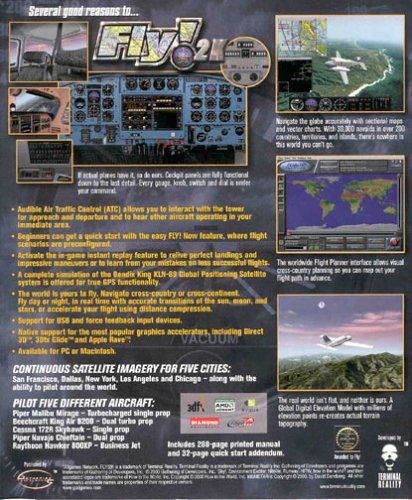 Several good reasons to...
Fly! 2K
If actual planes have it, so do ours. Cockpit panels are fully functional
down to the last detail. Every gauge, knob, switch and dial is under
your command.
Navigate the globe accurately with sectional maps
and vector charts. With 30,000 navaids in over 200
countries, territories, and islands, there's nowhere in
this world you can't go.
• Audible Air Traffic Control (ATC) allows you to interact with the tower
for approach and departure and to hear other aircraft operating in your
immediate area.
• Beginners can get a quick start with the easy FLY! Now feature, where flight
scenarios are preconfigured.
• Activate the in-game instant replay feature to relive perfect landings and
impressive maneuvers or to learn from your mistakes on less successful flights.
• A complete simulation of the Bendix King KLN-89 Global Positioning Satellite
system is offered for true GPS functionality.
• The world is yours to fly. Navigate cross-country or cross-continent.
Fly day or night, in real time with accurate transitions of the sun, moon, and
stars, or accelerate your flight using distance compression.
• Support for USB and force feedback input devices.
• Native support for the most popular graphics accelerators, including Direct
3D™, 3Dfx Glide™ and Apple Rave™.
• Available for PC or Macintosh.
The worldwide Flight Planner interface allows visual
cross-country planning so you can map out your
flight path in advance.
VACUUM
CONTINUOUS SATELLITE IMAGERY FOR FIVE CITIES:
San Francisco, Dallas, New York, Los Angeles and Chicago – along with the
ability to pilot around the world.
PILOT FIVE DIFFERENT AIRCRAFT:
Piper Malibu Mirage – Turbocharged single prop
Beechcraft King Air B200 – Dual turbo prop
Cessna 172R Skyhawk – Single prop
Piper Navajo Chieftain – Dual prop
Raytheon Hawker 800XP – Business Jet
3dfx
AMD
The real world isn't flat, and neither is ours. A
Global Digital Elevation Model with millions of
elevation points re-creates actual terrain
worldwide.
Includes 288-page printed manual
and 32-page quick start addendum.
Published by
Gathering
www.godgames.com
Developed by
TERMINAL
REALITY